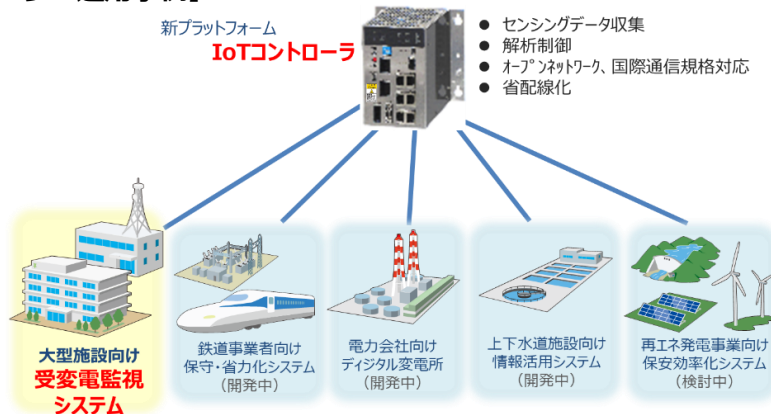 新プラットフォーム
IoTコントローラ
● センシングデータ収集
● 解析制御
● ｵｰﾌﾟﾝﾈｯﾄﾜｰｸ、国際通信規格対応
● 省配線化
大型施設向け
受変電監視
システム
鉄道事業者向け
保守・省力化システム
(開発中)
電力会社向け
ディジタル変電所
(開発中)
上下水道施設向け
情報活用システム
(開発中)
再エネ発電事業向け
保安効率化システム
(検討中)